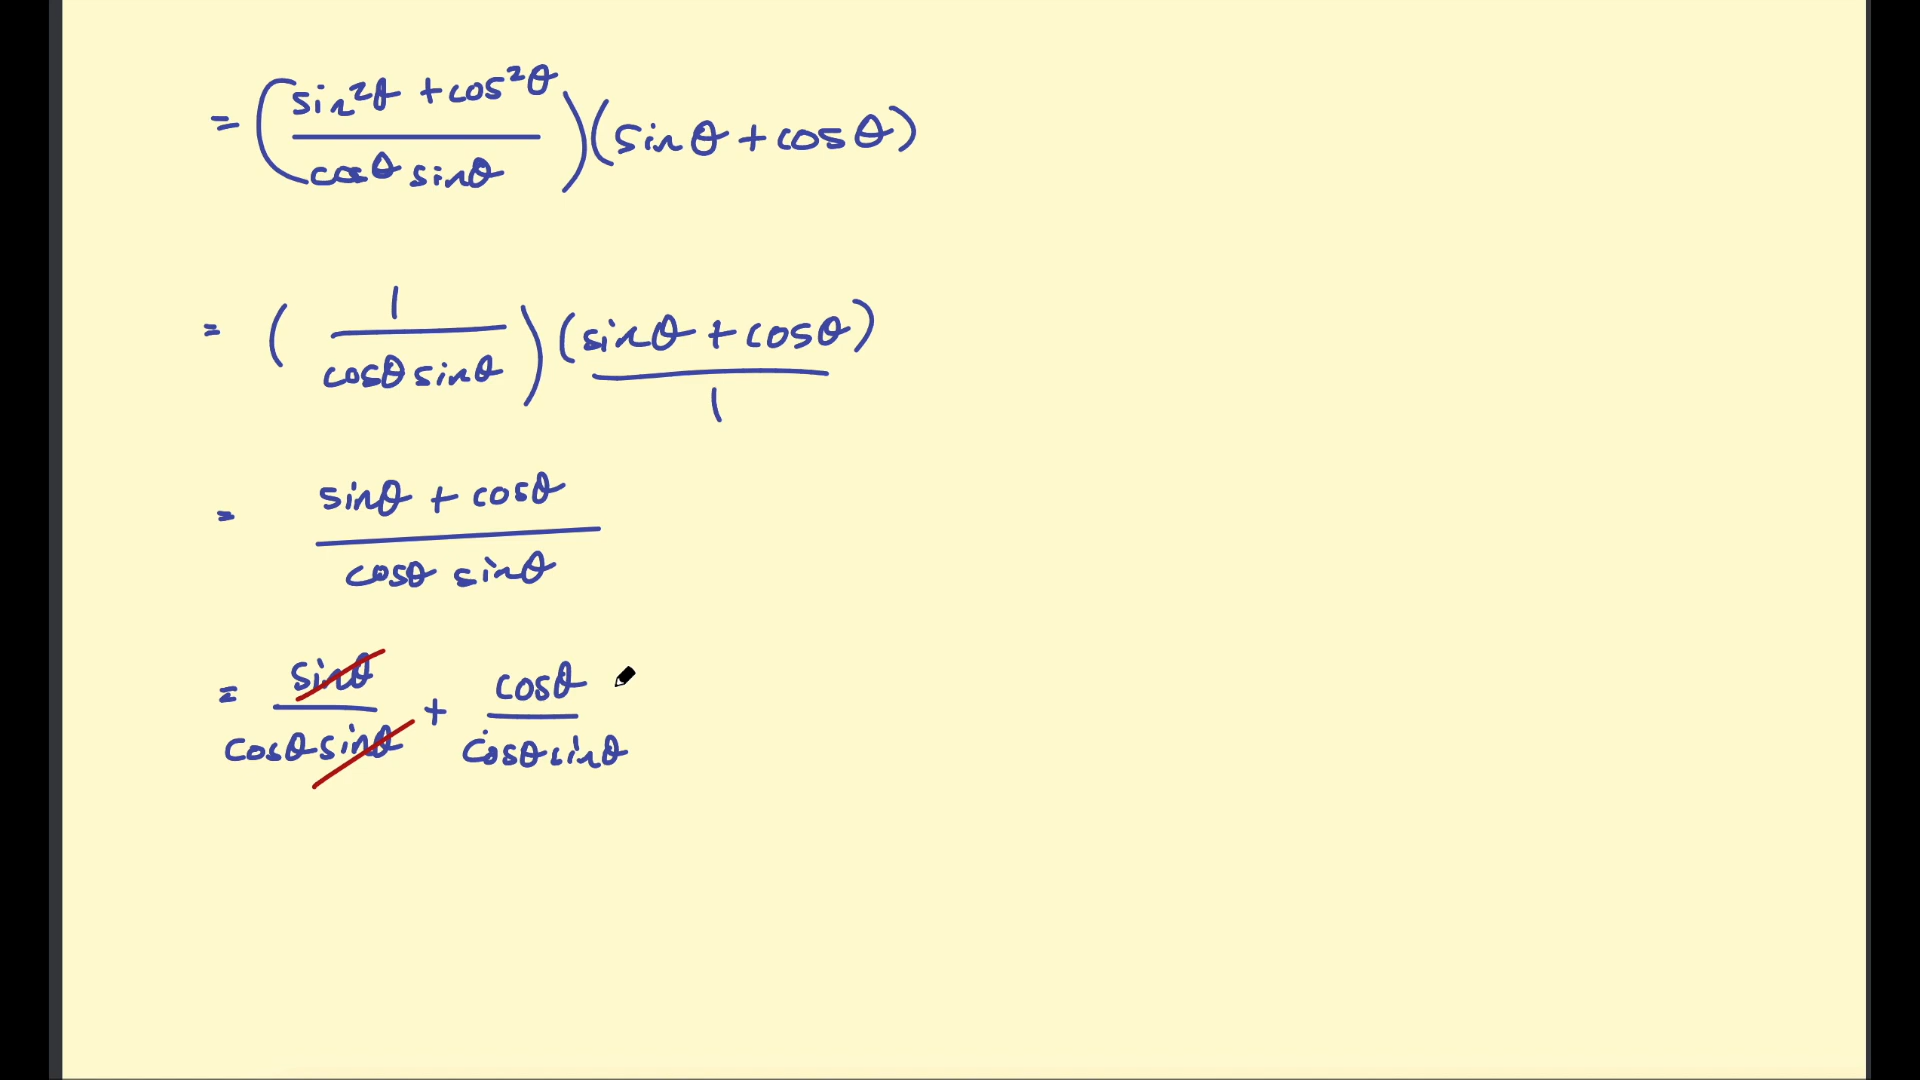 = ( (sin²θ + cos²θ) / (cosθ sinθ) ) (sinθ + cosθ)
= ( 1 / (cosθ sinθ) ) (sinθ + cosθ) / 1
= (sinθ + cosθ) / (cosθ sinθ)
= sinθ / (cosθ sinθ) + cosθ / (cosθ sinθ)